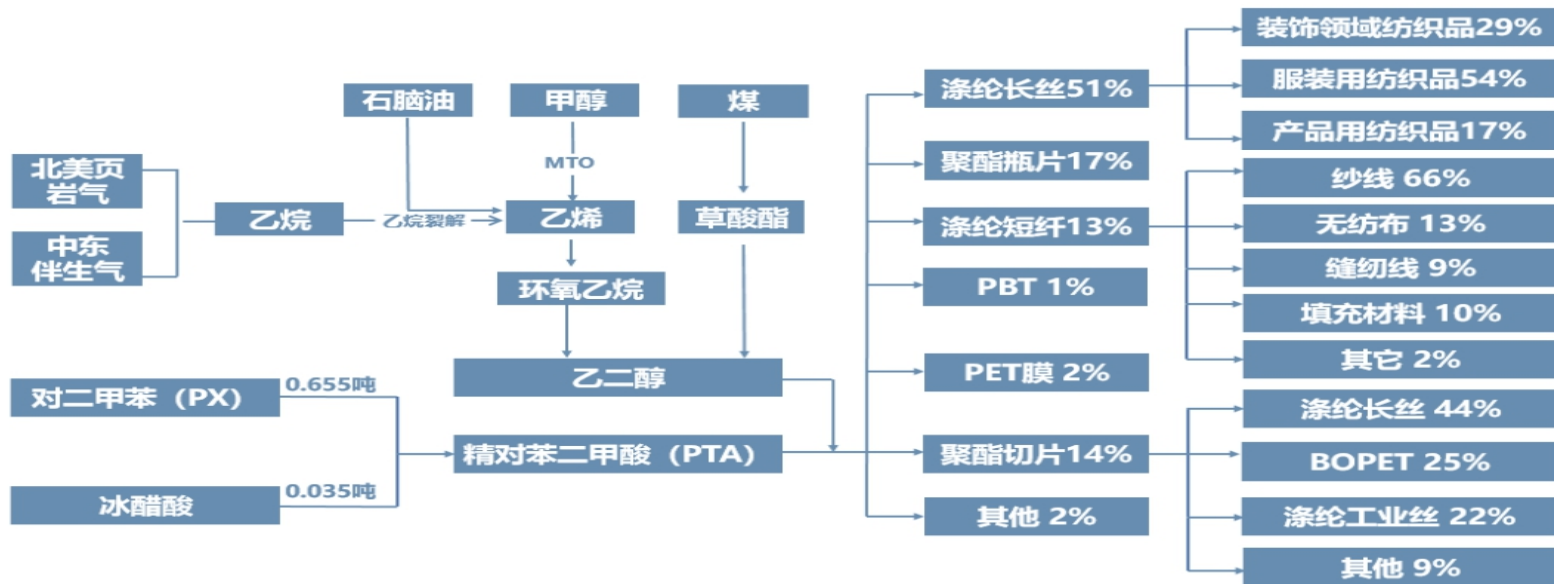 石脑油
甲醇
煤
MTO
北美页
岩气
中东
伴生气
乙烷
乙烷裂解
乙烯
草酸酯
环氧乙烷
乙二醇
对二甲苯（PX）
0.655吨
冰醋酸
0.035吨
精对苯二甲酸（PTA）
涤纶长丝51%
聚酯瓶片17%
涤纶短纤13%
PBT 1%
PET膜 2%
聚酯切片14%
其他 2%
装饰领域纺织品29%
服装用纺织品54%
产品用纺织品17%
纱线 66%
无纺布 13%
缝纫线 9%
填充材料 10%
其它 2%
涤纶长丝 44%
BOPET 25%
涤纶工业丝 22%
其他 9%